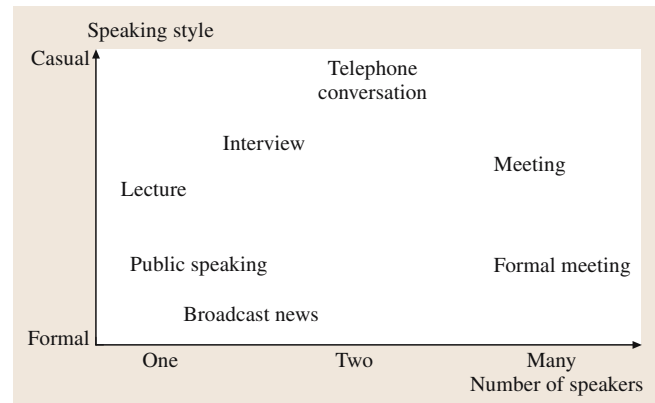 Speaking style
Casual
Telephone
conversation
Interview
Meeting
Lecture
Public speaking
Formal meeting
Broadcast news
Formal
One
Two
Many
Number of speakers